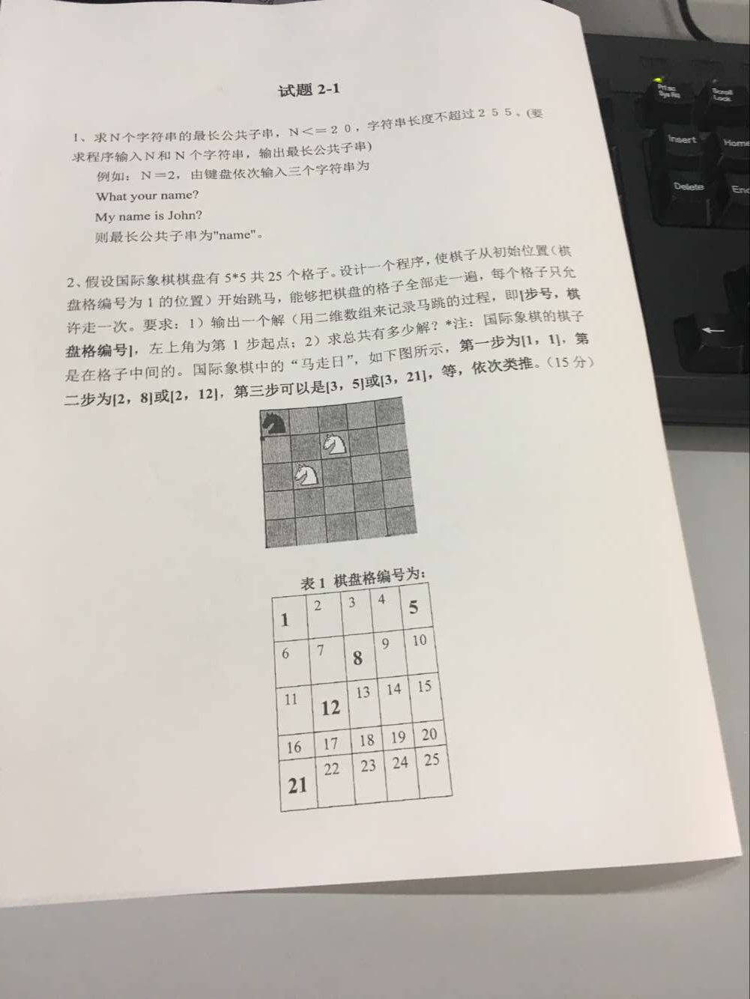 试题 2-1
1、求N个字符串的最长公共子串，N<=20，字符串长度不超过255。(要
求程序输入N和N个字符串，输出最长公共子串)
例如：N=2，由键盘依次输入三个字符串为
What your name?
My name is John?
则最长公共子串为"name"。
2、假设国际象棋棋盘有 5*5 共 25 个格子。设计一个程序，使棋子从初始位置（棋
盘格编号为 1 的位置）开始跳马，能够把棋盘的格子全部走一遍，每个格子只允
许走一次。要求：1）输出一个解（用二维数组来记录马跳的过程，即[步号，棋
盘格编号]，左上角为第 1 步起点；2）求总共有多少解？*注：国际象棋的棋子
是在格子中间的。国际象棋中的“马走日”，如下图所示，第一步为[1，1]，第
二步为[2，8]或[2，12]，第三步可以是[3，5]或[3，21]，等，依次类推。（15 分）
表 1 棋盘格编号为：
1 2 3 4 5
6 7 8 9 10
11 12 13 14 15
16 17 18 19 20
21 22 23 24 25
PrtSc
SysRq
Scroll
Lock
Insert
Home
Delete